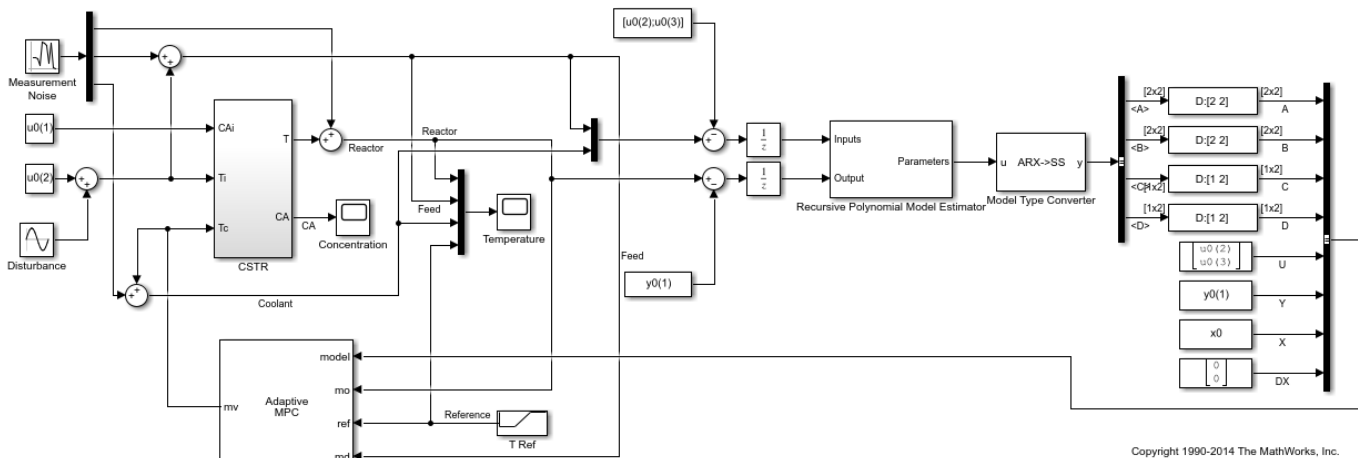 [u0(2);u0(3)]
Measurement
Noise
u0(1)
u0(2)
Disturbance
CAi
Ti
Tc
T
CA
CSTR
CA
Concentration
Reactor
Reactor
Feed
Temperature
Coolant
Feed
y0(1)
1
z
1
z
Inputs
Output
Parameters
Recursive Polynomial Model Estimator
u ARX->SS y
Model Type Converter
[2x2]
<A>
D:[2 2]
[2x2]
A
[2x2]
<B>
D:[2 2]
[2x2]
B
<C>
[1x2]
D:[1 2]
[1x2]
C
[1x2]
<D>
D:[1 2]
[1x2]
D
u0(2)
u0(3)
U
y0(1)
Y
x0
X
0
0
DX
mv
Adaptive
MPC
model
mo
ref
md
Reference
T Ref
Copyright 1990-2014 The MathWorks, Inc.